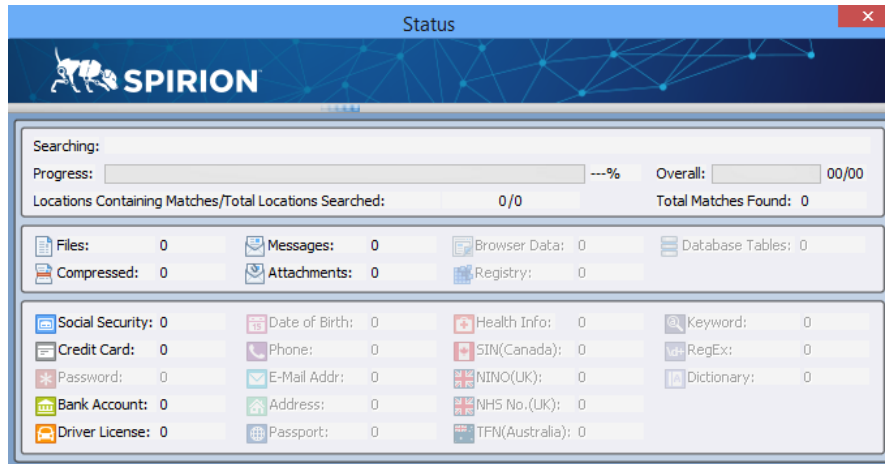 Status
SPIRION
Searching:
Progress: ---% Overall: 00/00
Locations Containing Matches/Total Locations Searched: 0/0 Total Matches Found: 0
Files: 0 Messages: 0 Browser Data: 0 Database Tables: 0
Compressed: 0 Attachments: 0 Registry: 0
Social Security: 0 Date of Birth: 0 Health Info: 0 Keyword: 0
Credit Card: 0 Phone: 0 SIN(Canada): 0 RegEx: 0
Password: 0 E-Mail Addr: 0 NINO(UK): 0 Dictionary: 0
Bank Account: 0 Address: 0 NHS No.(UK): 0
Driver License: 0 Passport: 0 TFN(Australia): 0